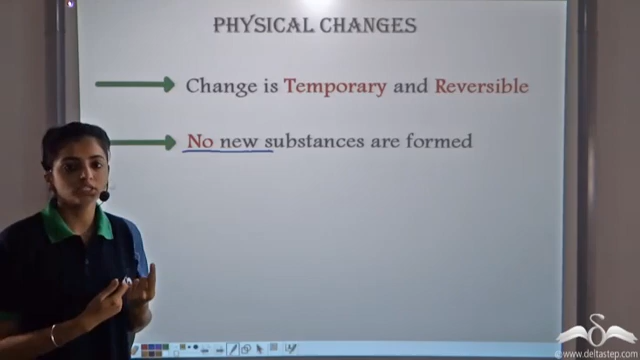 PHYSICAL CHANGES
Change is Temporary and Reversible
No new substances are formed
© www.deltastep.com